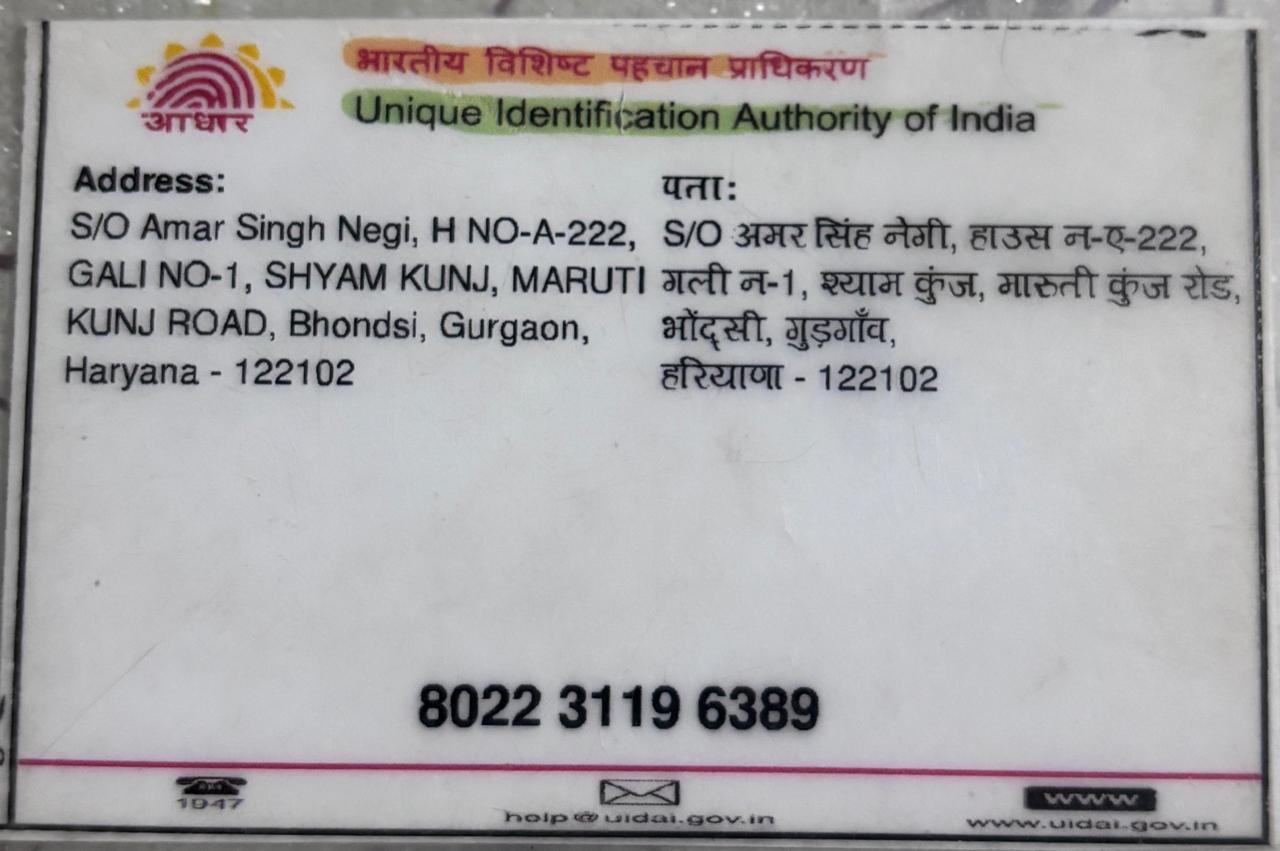 आधार
भारतीय विशिष्ट पहचान प्राधिकरण
Unique Identification Authority of India
Address:
S/O Amar Singh Negi, H NO-A-222,
GALI NO-1, SHYAM KUNJ, MARUTI
KUNJ ROAD, Bhondsi, Gurgaon,
Haryana - 122102
पता:
S/O अमर सिंह नेगी, हाउस न-ए-222,
गली न-1, श्याम कुंज, मारुती कुंज रोड,
भोंद्सी, गुड़गाँव,
हरियाणा - 122102
8022 3119 6389
1947
help@uidai.gov.in
www
www.uidai.gov.in